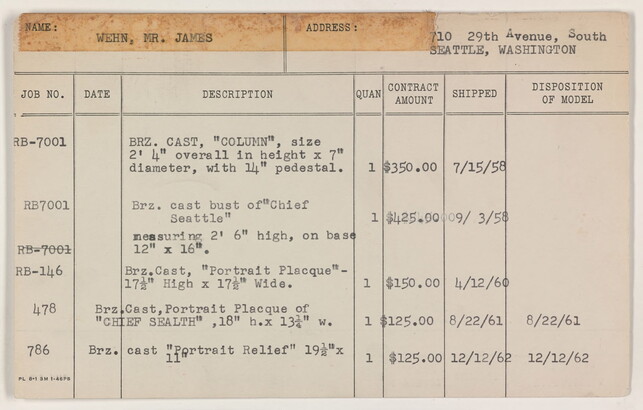 NAME:
WEHN, MR. JAMES
ADDRESS:
710 29th Avenue, South
SEATTLE, WASHINGTON
JOB NO. DATE DESCRIPTION QUAN CONTRACT AMOUNT SHIPPED DISPOSITION OF MODEL
RB-7001 BRZ. CAST, "COLUMN", size
2' 4" overall in height x 7"
diameter, with 14" pedestal. 1 $350.00 7/15/58
RB7001 Brz. cast bust of"Chief
Seattle" 1 $425.00 9/ 3/58
measuring 2' 6" high, on base
RB-7001 12" x 16".
RB-146 Brz.Cast, "Portrait Placque"-
17½" High x 17½" Wide. 1 $150.00 4/12/60
478 Brz.Cast,Portrait Placque of
"CHIEF SEALTH" ,18" h.x 13¼" w. 1 $125.00 8/22/61 8/22/61
786 Brz. cast "Portrait Relief" 19½"x
11" 1 $125.00 12/12/62 12/12/62